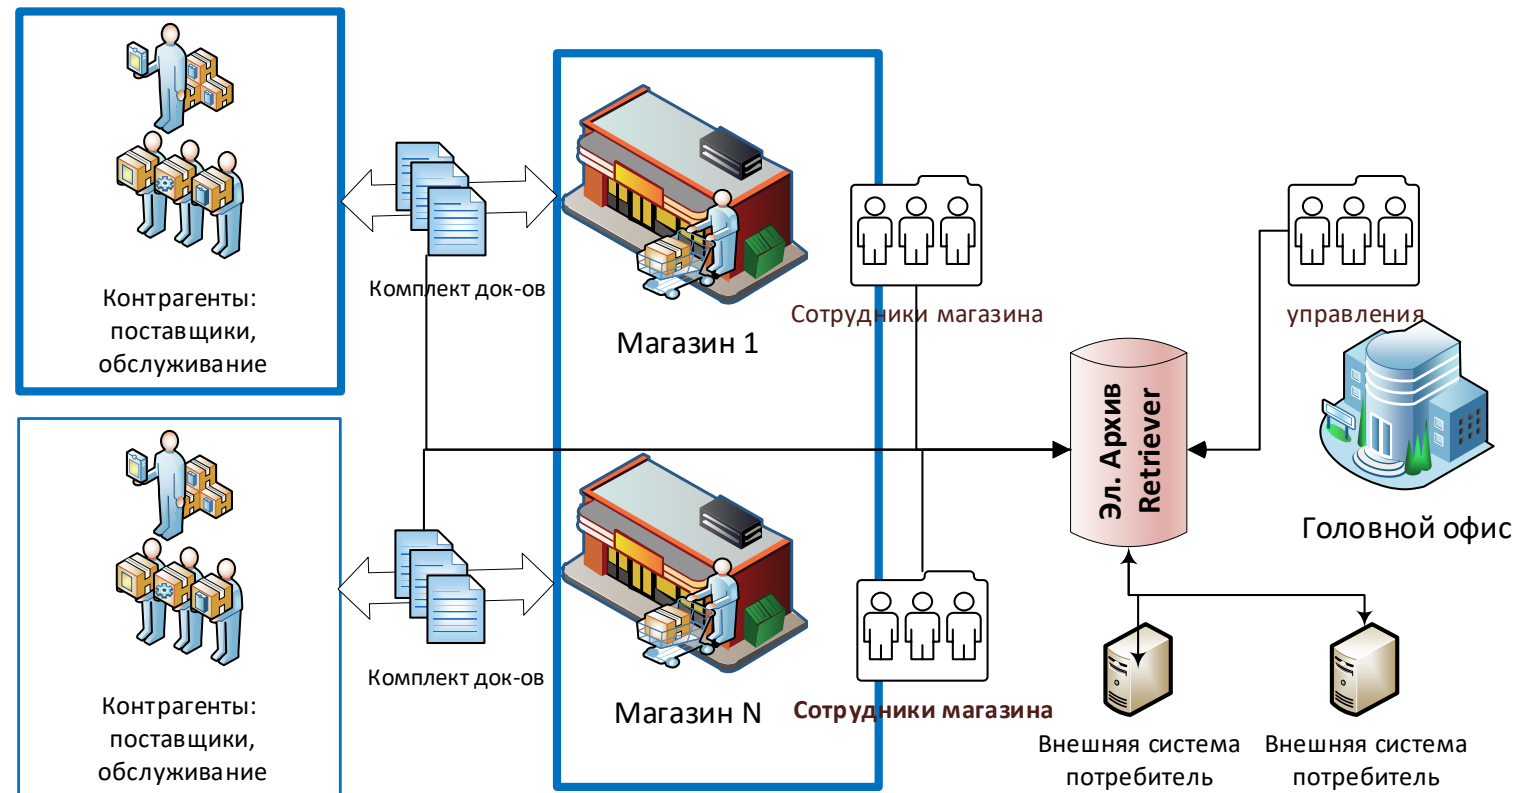 Контрагенты:
поставщики,
обслуживание
Комплект док-ов
Магазин 1
Сотрудники магазина
управления
Эл. Архив
Retriever
Головной офис
Контрагенты:
поставщики,
обслуживание
Комплект док-ов
Магазин N
Сотрудники магазина
Внешняя система
потребитель
Внешняя система
потребитель